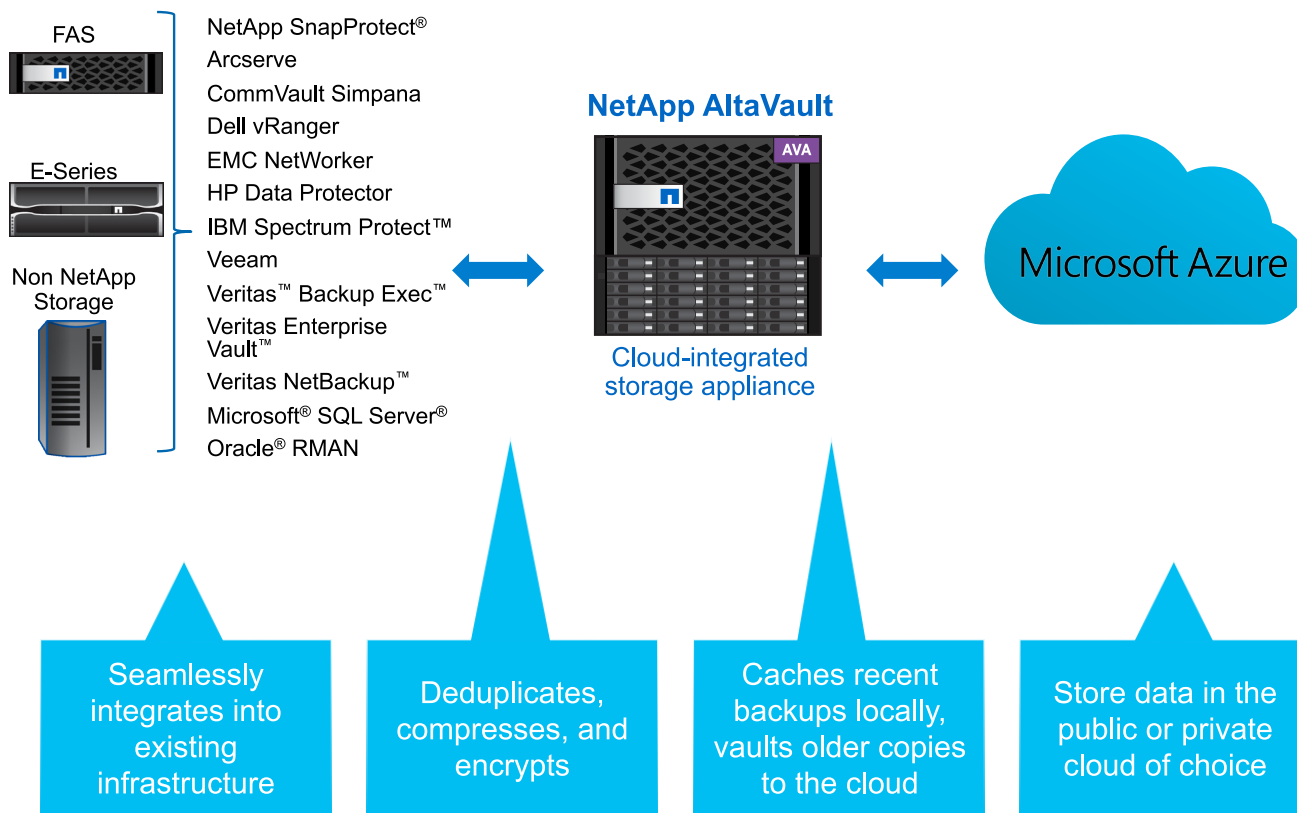 FAS
E-Series
Non NetApp
Storage
NetApp SnapProtect®
Arcserve
CommVault Simpana
Dell vRanger
EMC NetWorker
HP Data Protector
IBM Spectrum Protect™
Veeam
Veritas™ Backup Exec™
Veritas Enterprise
Vault™
Veritas NetBackup™
Microsoft® SQL Server®
Oracle® RMAN
NetApp AltaVault
AVA
Cloud-integrated
storage appliance
Microsoft Azure
Seamlessly
integrates into
existing
infrastructure
Deduplicates,
compresses, and
encrypts
Caches recent
backups locally,
vaults older copies
to the cloud
Store data in the
public or private
cloud of choice